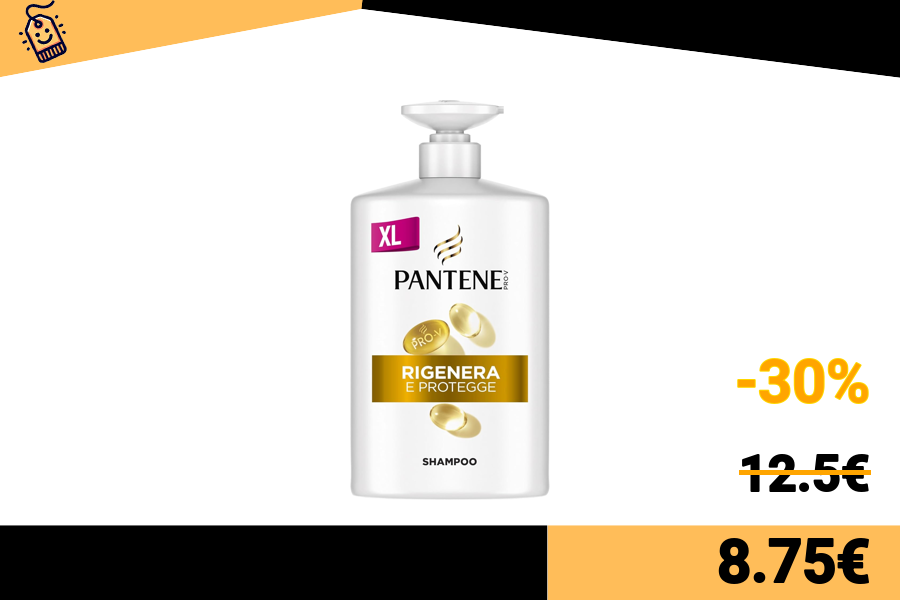 XL
PANTENE
PRO-V
PRO-V
RIGENERA
E PROTEGGE
SHAMPOO
-30%
12.5€
8.75€